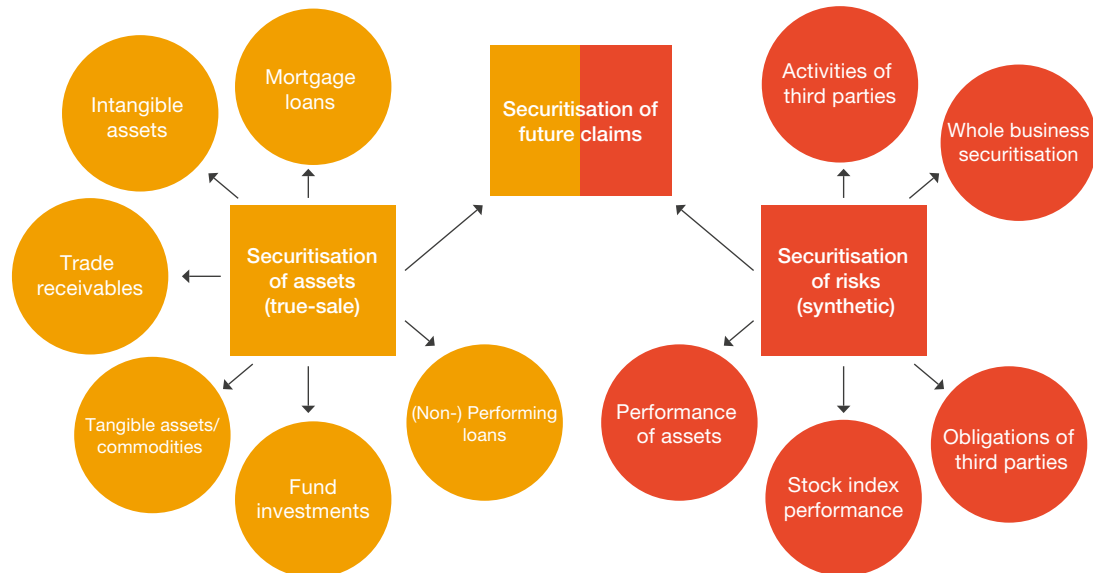 Mortgage
loans
Intangible
assets
Trade
receivables
Securitisation
of assets
(true-sale)
Tangible assets/
commodities
Fund
investments
(Non-) Performing
loans
Securitisation of
future claims
Activities of
third parties
Whole business
securitisation
Securitisation
of risks
(synthetic)
Performance
of assets
Stock index
performance
Obligations of
third parties